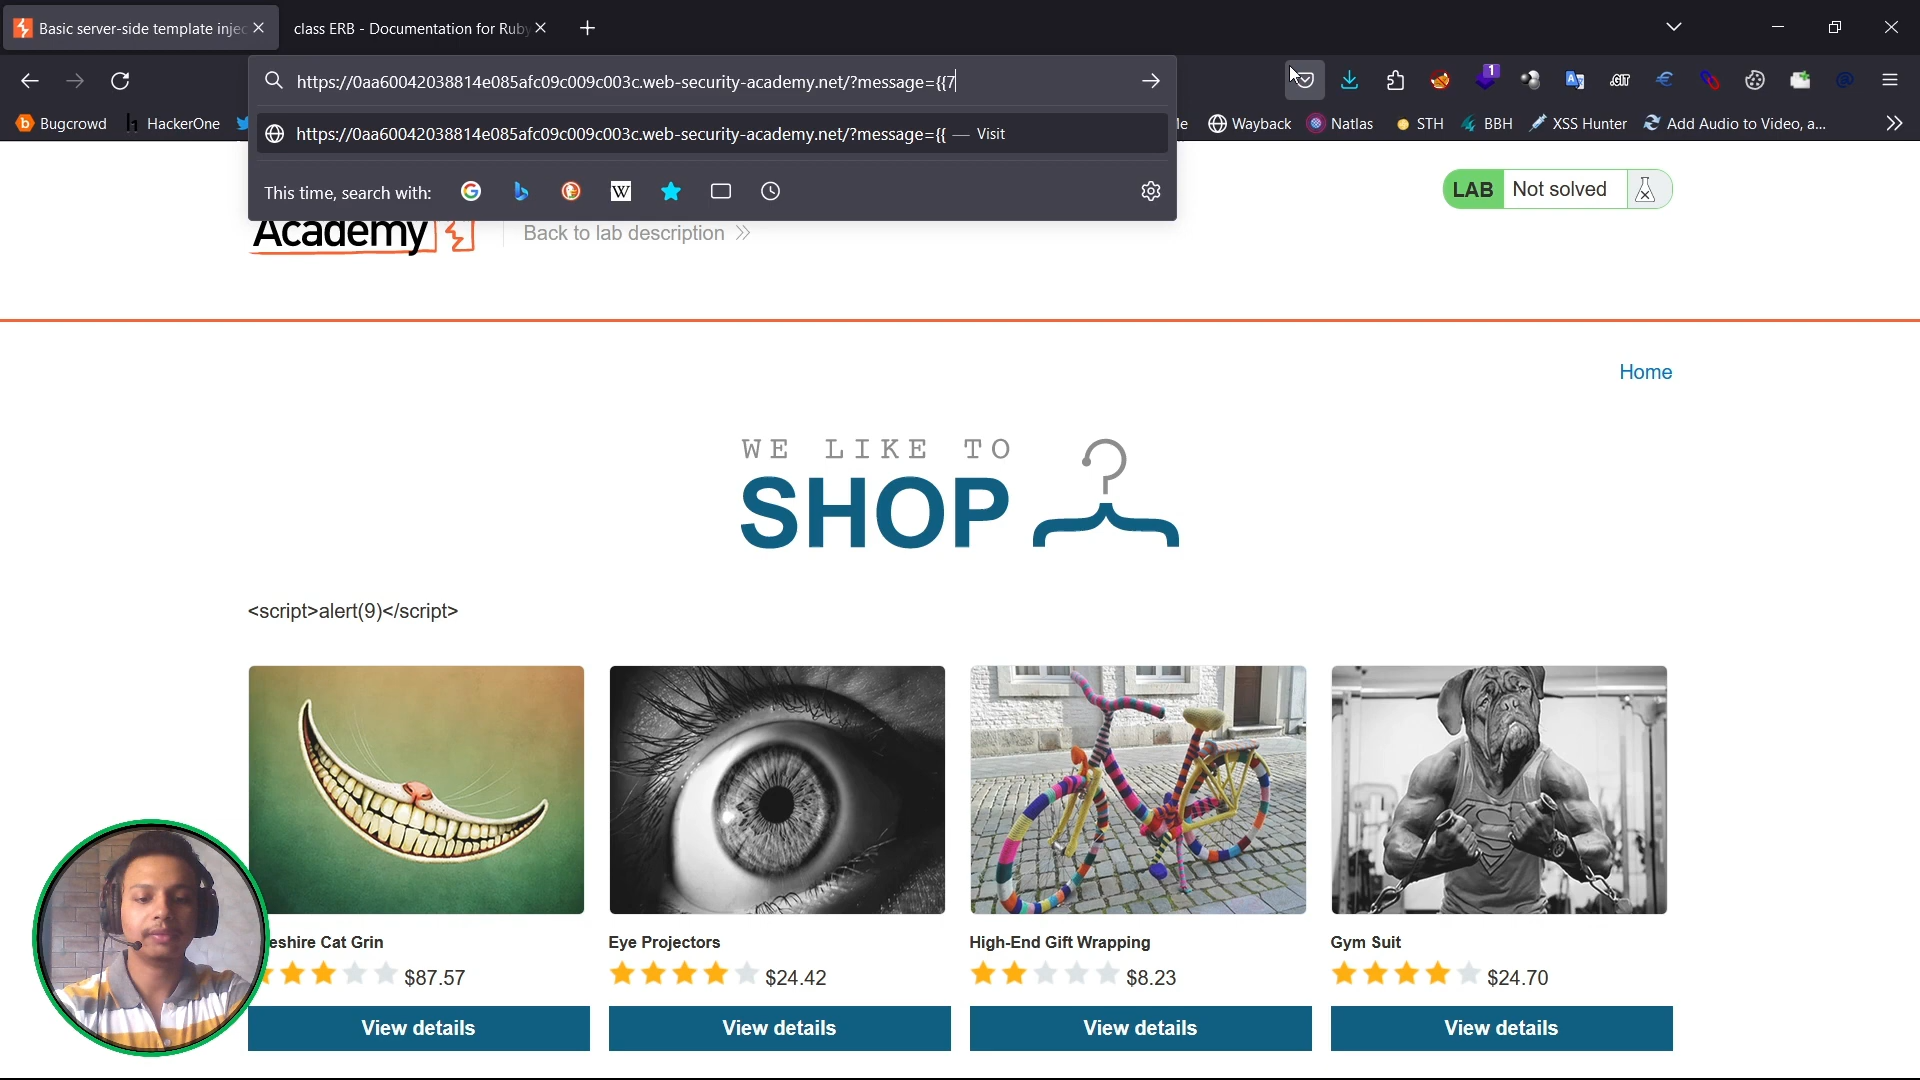 Basic server-side template injec
class ERB - Documentation for Ruby
https://0aa60042038814e085afc09c009c003c.web-security-academy.net/?message={{7
1
https://0aa60042038814e085afc09c009c003c.web-security-academy.net/?message={{ — Visit
This time, search with:
Bugcrowd
HackerOne
Wayback
Natlas
STH
BBH
XSS Hunter
Add Audio to Video, a...
Academy
Back to lab description
LAB Not solved
Home
WE LIKE TO
SHOP
<script>alert(9)</script>
eshire Cat Grin
$87.57
View details
Eye Projectors
$24.42
View details
High-End Gift Wrapping
$8.23
View details
Gym Suit
$24.70
View details